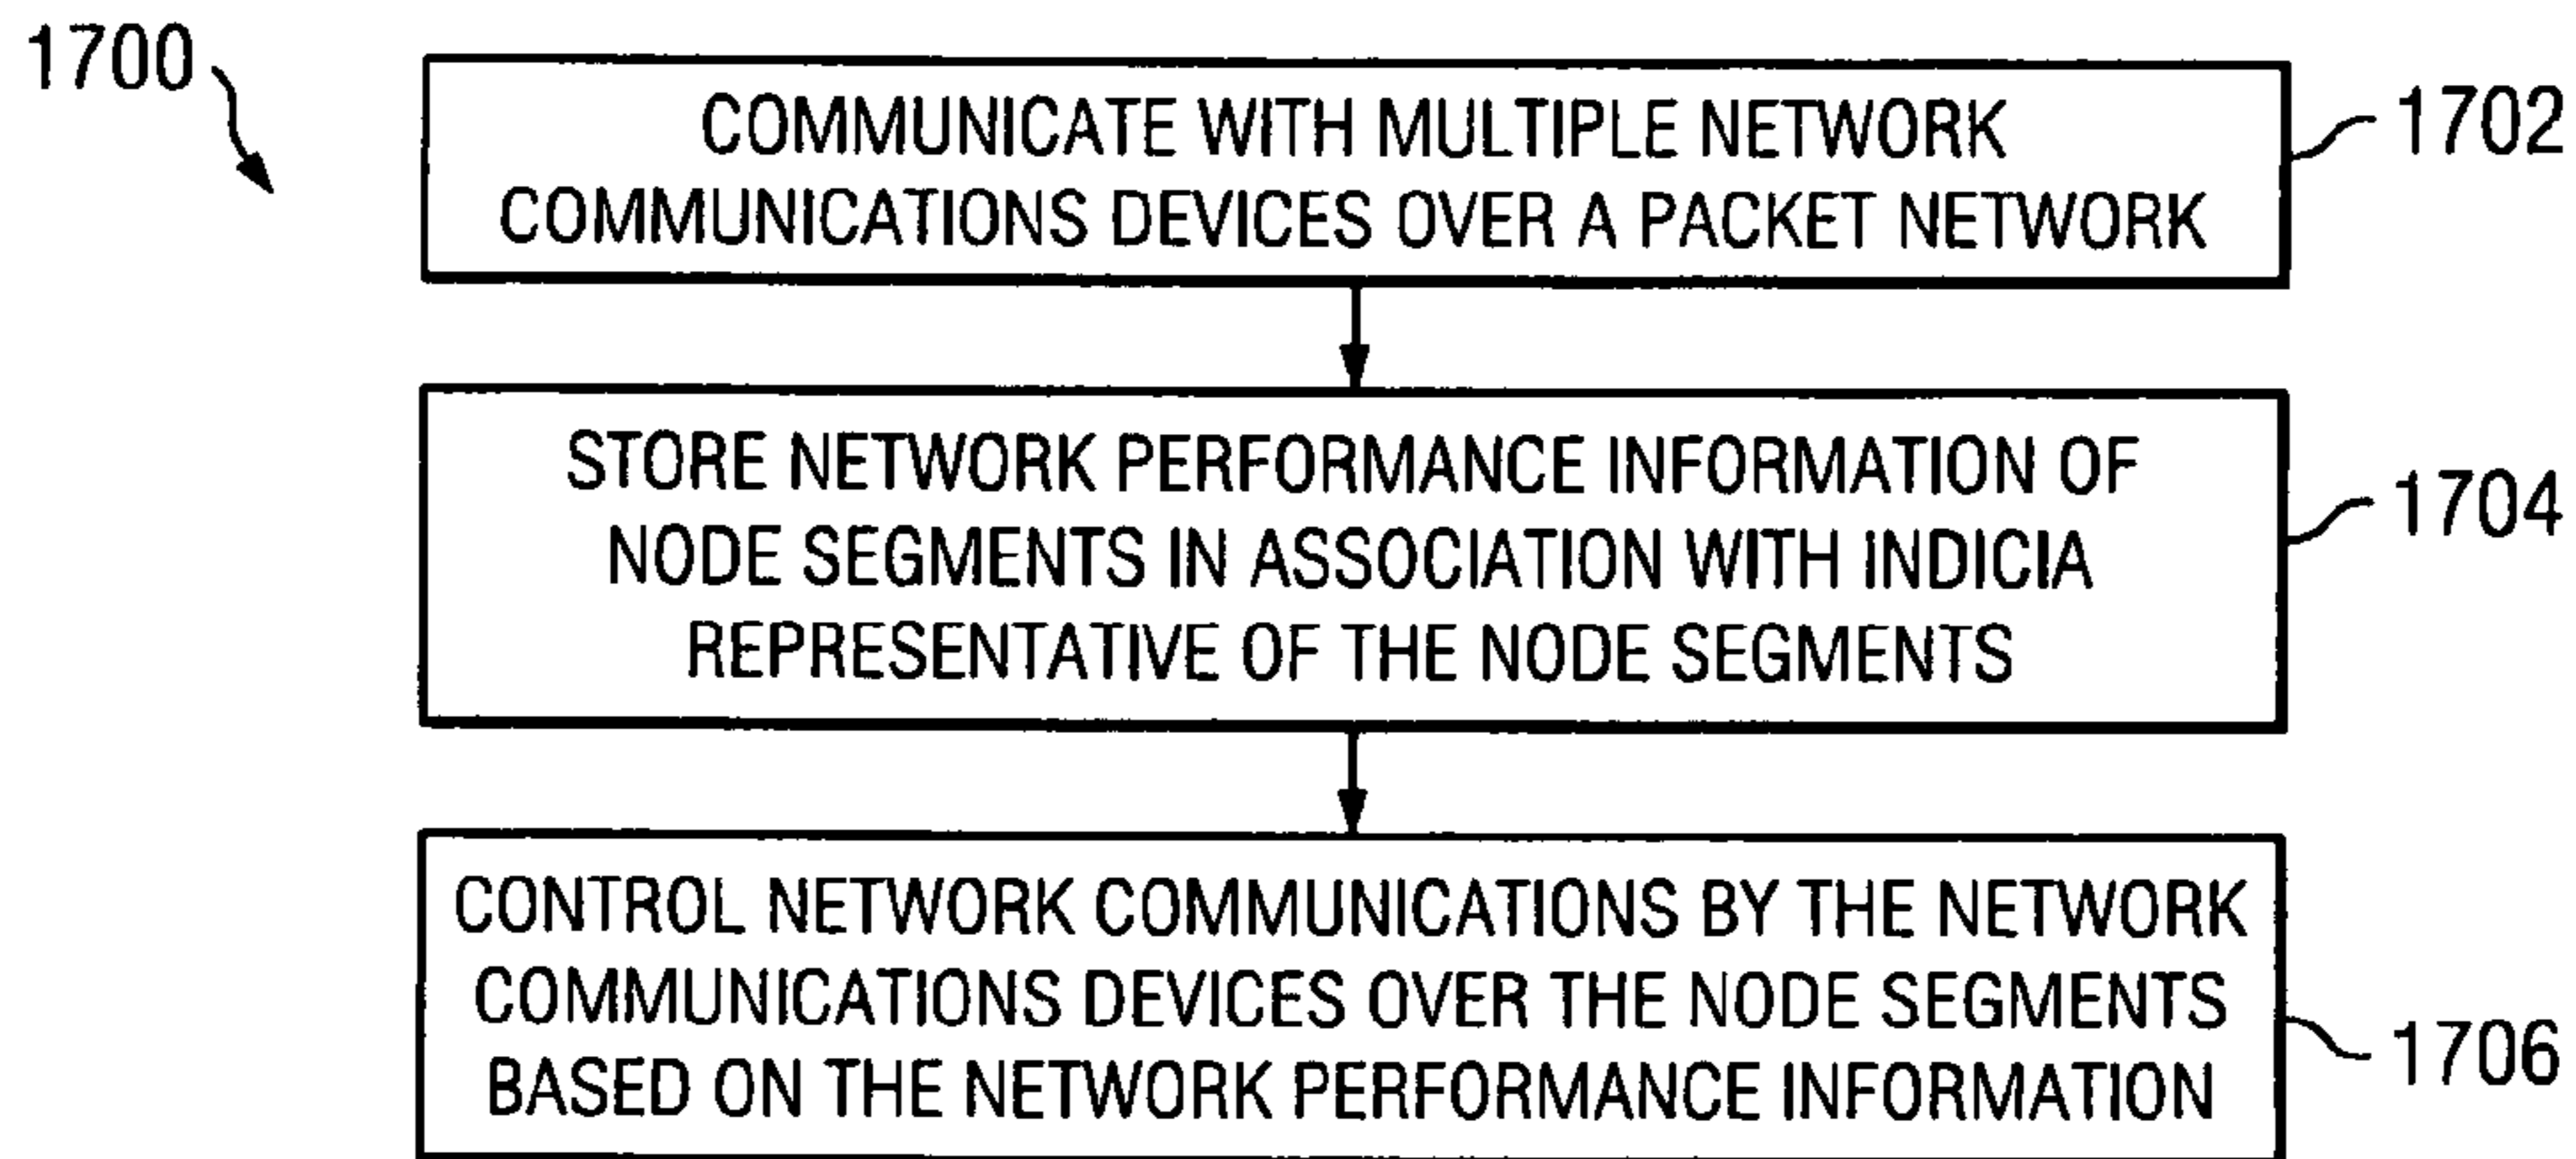 1700
COMMUNICATE WITH MULTIPLE NETWORK
COMMUNICATIONS DEVICES OVER A PACKET NETWORK
1702
STORE NETWORK PERFORMANCE INFORMATION OF
NODE SEGMENTS IN ASSOCIATION WITH INDICIA
REPRESENTATIVE OF THE NODE SEGMENTS
1704
CONTROL NETWORK COMMUNICATIONS BY THE NETWORK
COMMUNICATIONS DEVICES OVER THE NODE SEGMENTS
BASED ON THE NETWORK PERFORMANCE INFORMATION
1706